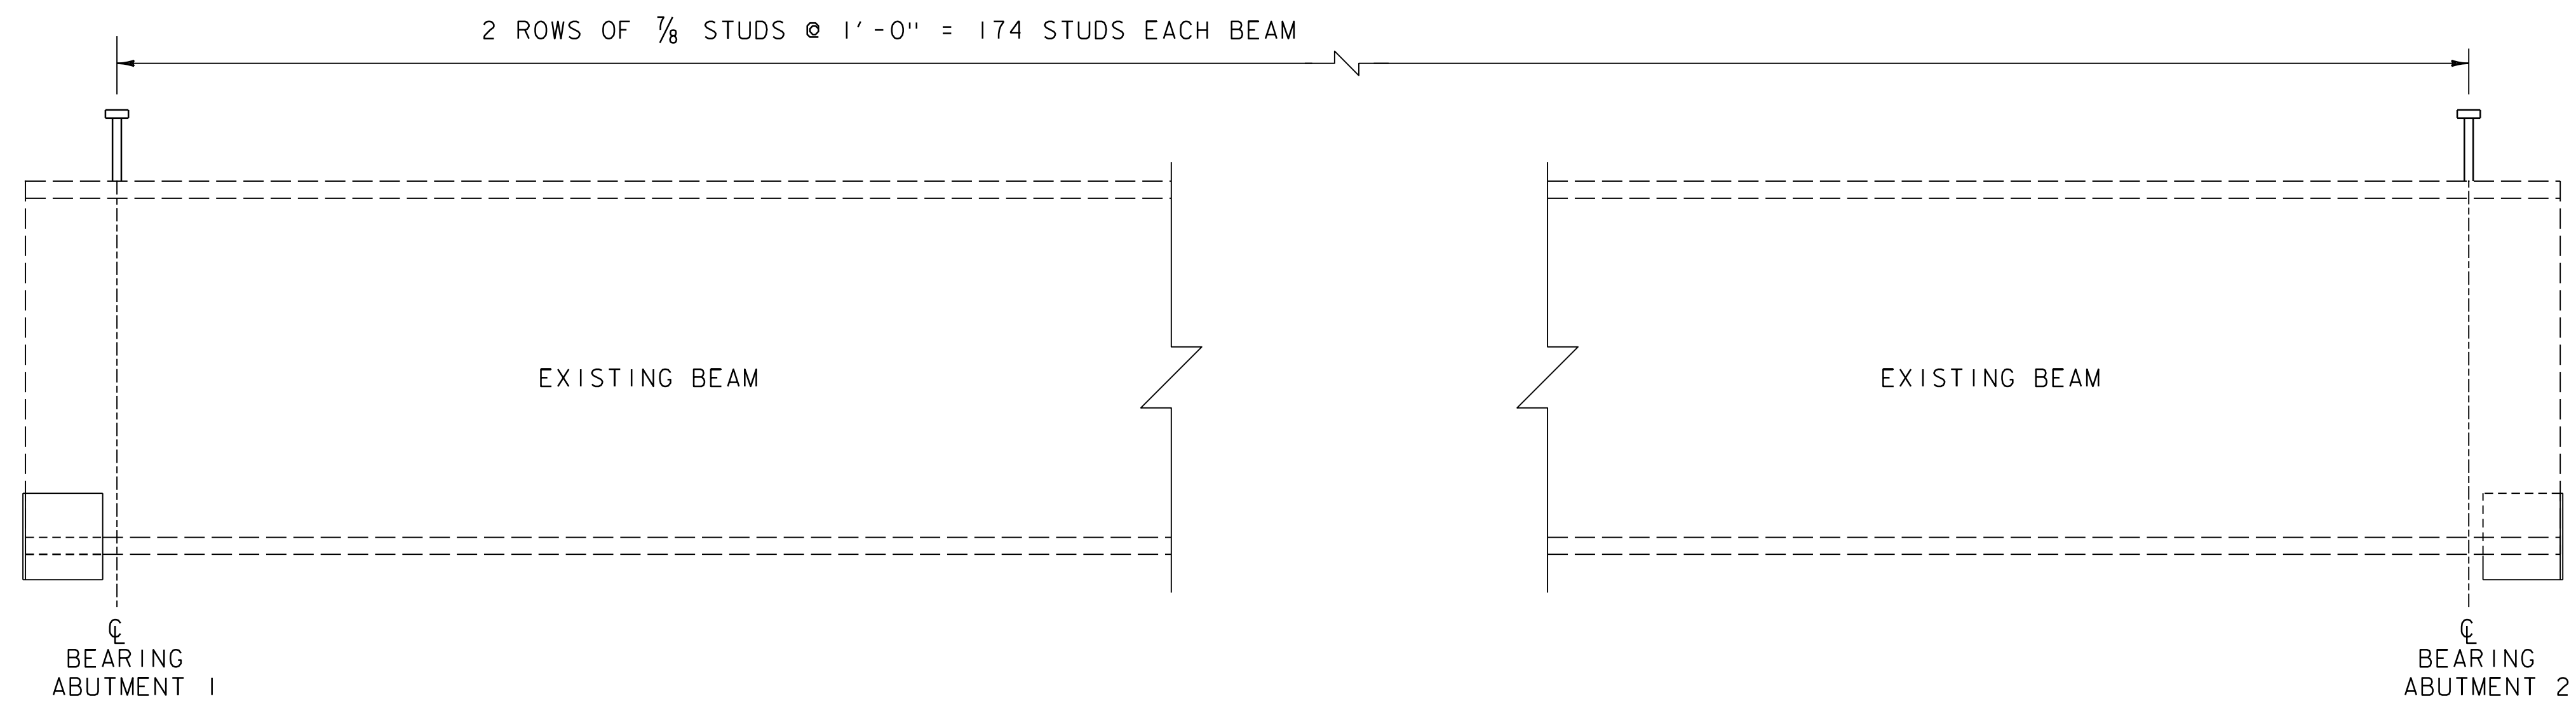 2 ROWS OF ⅞ STUDS @ 1'-0" = 174 STUDS EACH BEAM
EXISTING BEAM
EXISTING BEAM
℄
BEARING
ABUTMENT 1
℄
BEARING
ABUTMENT 2